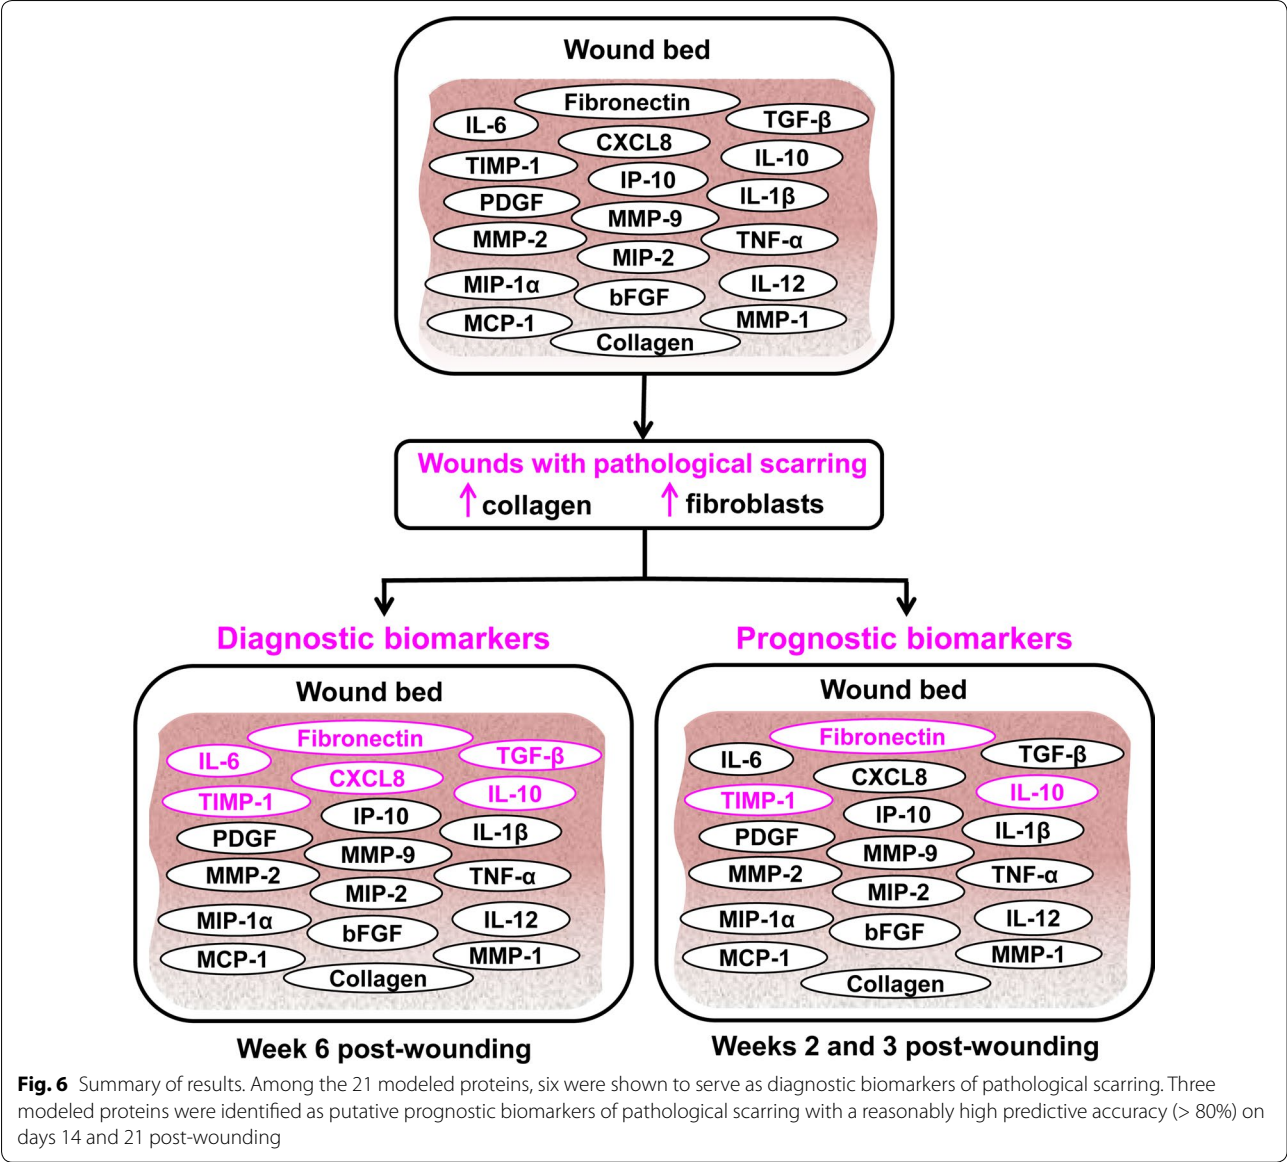 Wound bed
Fibronectin
IL-6
TGF-β
CXCL8
TIMP-1
IL-10
IP-10
PDGF
IL-1β
MMP-9
MMP-2
TNF-α
MIP-2
MIP-1α
IL-12
bFGF
MCP-1
MMP-1
Collagen
Wounds with pathological scarring
↑ collagen ↑ fibroblasts
Diagnostic biomarkers
Wound bed
Fibronectin
IL-6
TGF-β
CXCL8
TIMP-1
IL-10
IP-10
PDGF
IL-1β
MMP-9
MMP-2
TNF-α
MIP-2
MIP-1α
IL-12
bFGF
MCP-1
MMP-1
Collagen
Week 6 post-wounding
Prognostic biomarkers
Wound bed
Fibronectin
IL-6
TGF-β
CXCL8
TIMP-1
IL-10
IP-10
PDGF
IL-1β
MMP-9
MMP-2
TNF-α
MIP-2
MIP-1α
IL-12
bFGF
MCP-1
MMP-1
Collagen
Weeks 2 and 3 post-wounding
Fig. 6 Summary of results. Among the 21 modeled proteins, six were shown to serve as diagnostic biomarkers of pathological scarring. Three
modeled proteins were identified as putative prognostic biomarkers of pathological scarring with a reasonably high predictive accuracy (> 80%) on
days 14 and 21 post-wounding